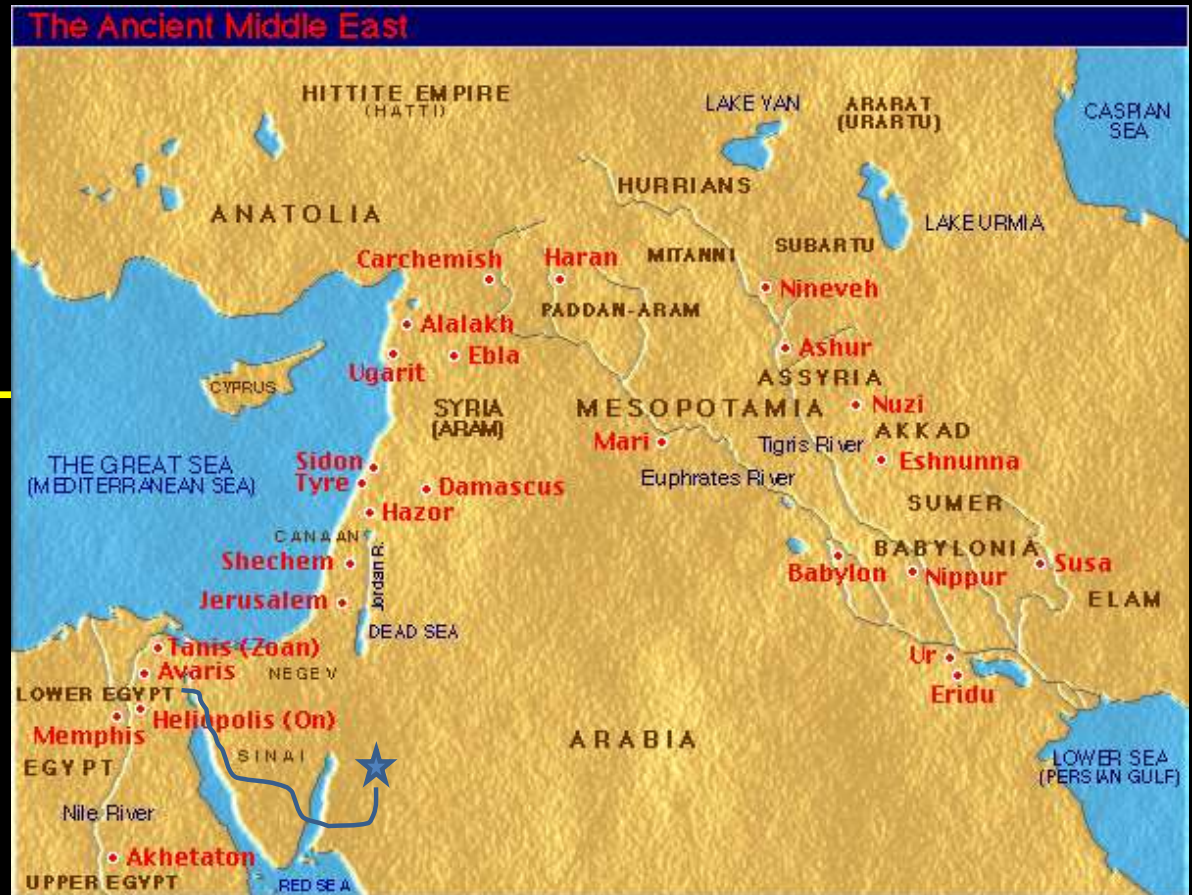 The Ancient Middle East
HITTITE EMPIRE
(HATTI)
LAKE VAN
ARARAT
(URARTU)
CASPIAN
SEA
HURRIANS
ANATOLIA
LAKE URMIA
SUBARTU
MITANNI
Carchemish
Haran
Nineveh
PADDAN-ARAM
Alalakh
Ashur
Ebla
Ugarit
ASSYRIA
CYPRUS
SYRIA
(ARAM)
MESOPOTAMIA
Nuzi
AKKAD
Mari
Tigris River
Eshnunna
THE GREAT SEA
(MEDITERRANEAN SEA)
Sidon
Tyre
Damascus
Euphrates River
Hazor
SUMER
CANAAN
Jordan R.
BABYLONIA
Shechem
Babylon
Nippur
Susa
ELAM
Jerusalem
DEAD SEA
Tanis (Zoan)
Avaris
NEGEV
Ur
Eridu
LOWER EGYPT
Heliopolis (On)
Memphis
SINAI
ARABIA
EGYPT
LOWER SEA
(PERSIAN GULF)
Nile River
Akhetaton
UPPER EGYPT
RED SEA